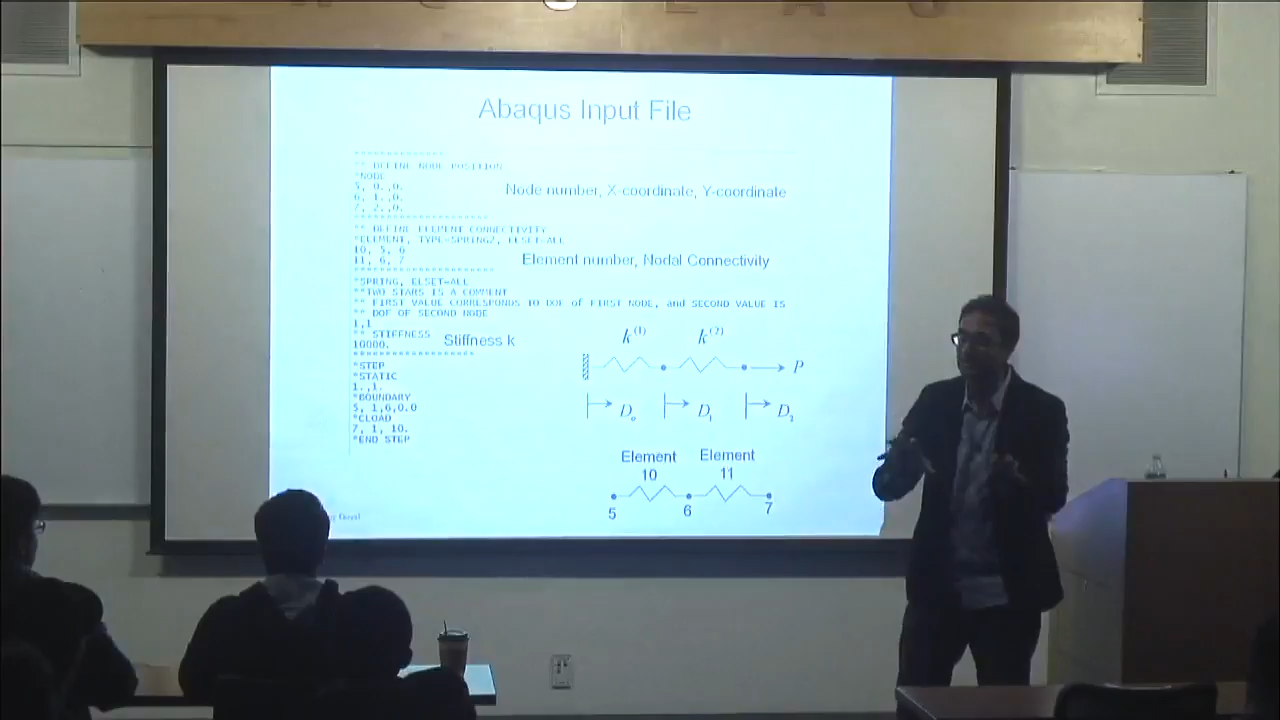 Abaqus Input File
********************
** DEFINE NODE POSITION
*NODE
5, 0.,0.
6, 1.,0.
7, 2.,0.
Node number, X-coordinate, Y-coordinate
** DEFINE ELEMENT CONNECTIVITY
*ELEMENT, TYPE=SPRING2, ELSET=ALL
10, 5, 6
11, 6, 7
Element number, Nodal Connectivity
*SPRING, ELSET=ALL
**TWO STARS IS A COMMENT
** FIRST VALUE CORRESPONDS TO DOF of FIRST NODE, and SECOND VALUE IS
** DOF OF SECOND NODE
1,1
** STIFFNESS
10000.
Stiffness k
*STEP
*STATIC
1.,1.
*BOUNDARY
5, 1,6,0.0
*CLOAD
7, 1, 10.
*END STEP
k(1) k(2)
P
D₀ D₁ D₂
Element 10
Element 11
5 6 7
Goyal